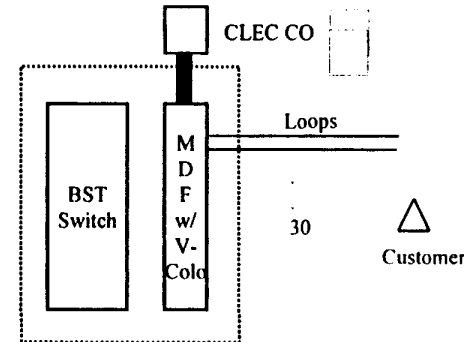 CLEC CO
Loops
M
D
F
w/
V-
Colo
BST
Switch
30
Customer